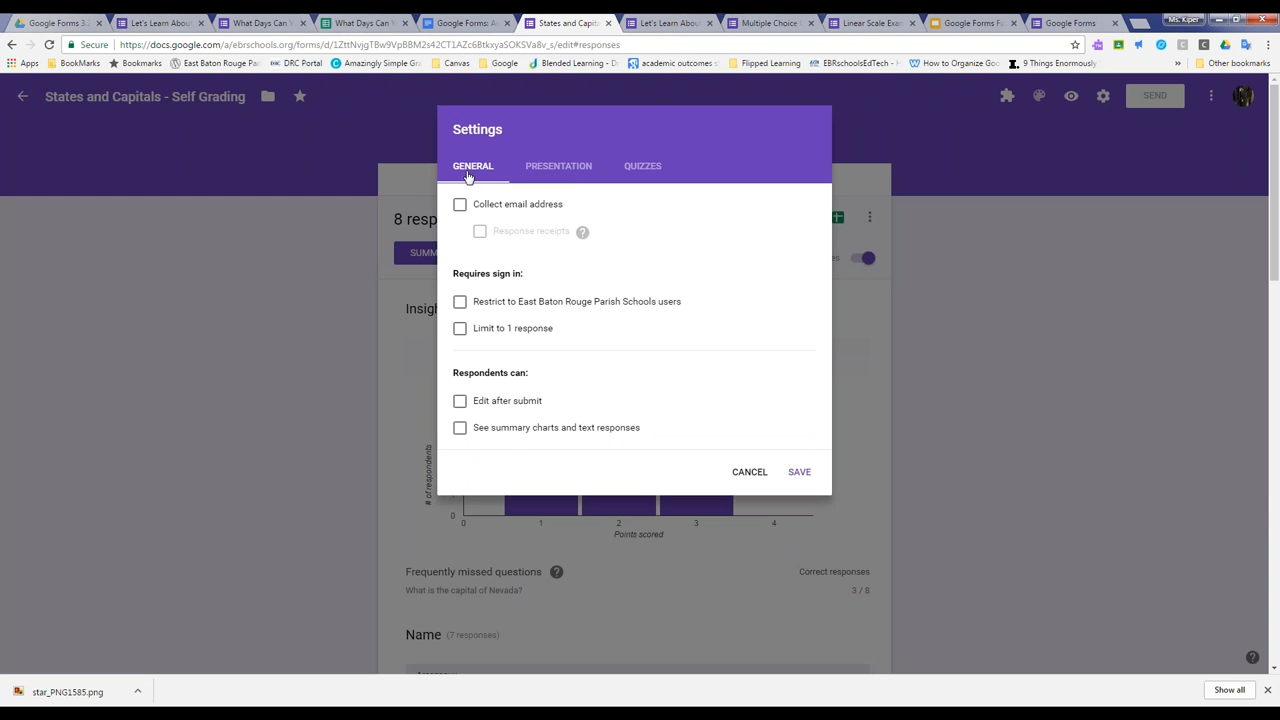 Google Forms 3.2
Let's Learn Abou
What Days Can Y
What Days Can Y
Google Forms: A
States and Capita
Let's Learn Abou
Multiple Choice
Linear Scale Exa
Google Forms Fo
Google Forms
Ms. Kiper
Secure
https://docs.google.com/a/ebrschools.org/forms/d/1ZttNvjgTBw9VpBBM2s42CT1AZc6BtkxyaSOKSVa8v_s/edit#responses
Apps
BookMarks
Bookmarks
East Baton Rouge Pa
DRC Portal
Amazingly Simple Gr
Canvas
Google
Blended Learning - D
academic outcomes
Flipped Learning
EBRschoolsEdTech - H
How to Organize Goo
9 Things Enormously
»
Other bookmarks
States and Capitals - Self Grading
SEND
Settings
GENERAL
PRESENTATION
QUIZZES
8 resp
SUMM
Collect email address
Response receipts
Requires sign in:
Restrict to East Baton Rouge Parish Schools users
Limit to 1 response
Insigh
Respondents can:
Edit after submit
See summary charts and text responses
CANCEL
SAVE
# of respondents
0
0
1
2
3
4
Points scored
Frequently missed questions
Correct responses
What is the capital of Nevada?
3 / 8
Name (7 responses)
star_PNG1585.png
Show all